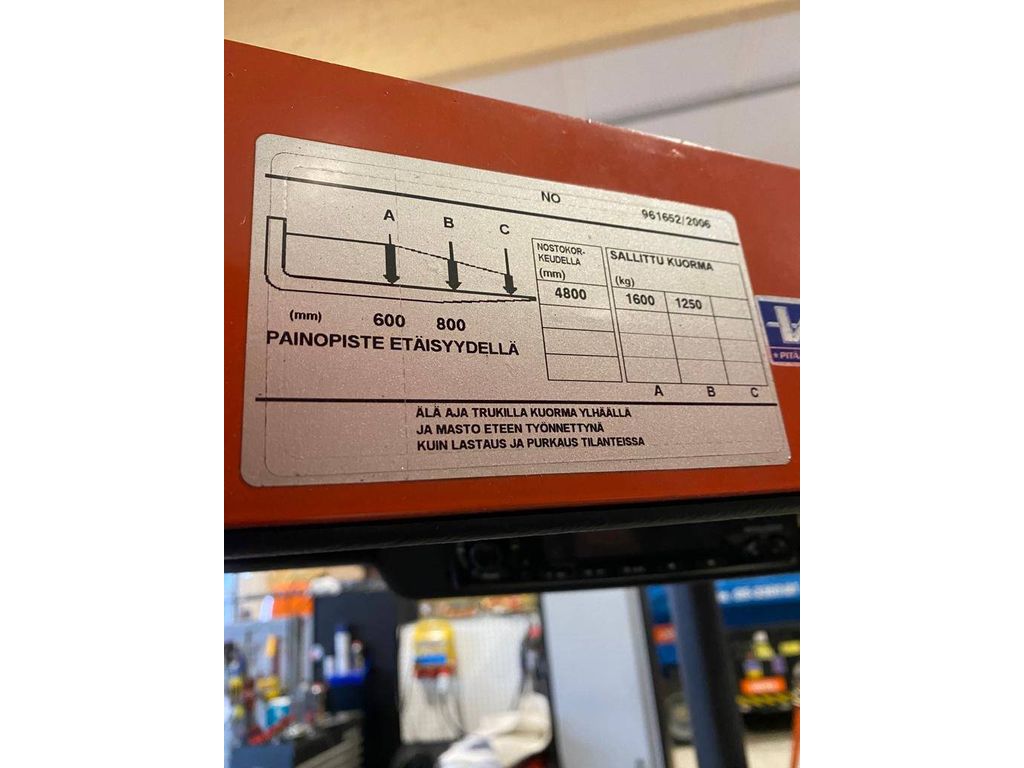 NO 961652/2006
A B C
NOSTOKOR-
KEUDELLA
(mm)
SALLITTU KUORMA
(kg)
4800 1600 1250
(mm) 600 800
PAINOPISTE ETÄISYYDELLÄ
A B C
ÄLÄ AJA TRUKILLA KUORMA YLHÄÄLLÄ
JA MASTO ETEEN TYÖNNETTYNÄ
KUIN LASTAUS JA PURKAUS TILANTEISSA